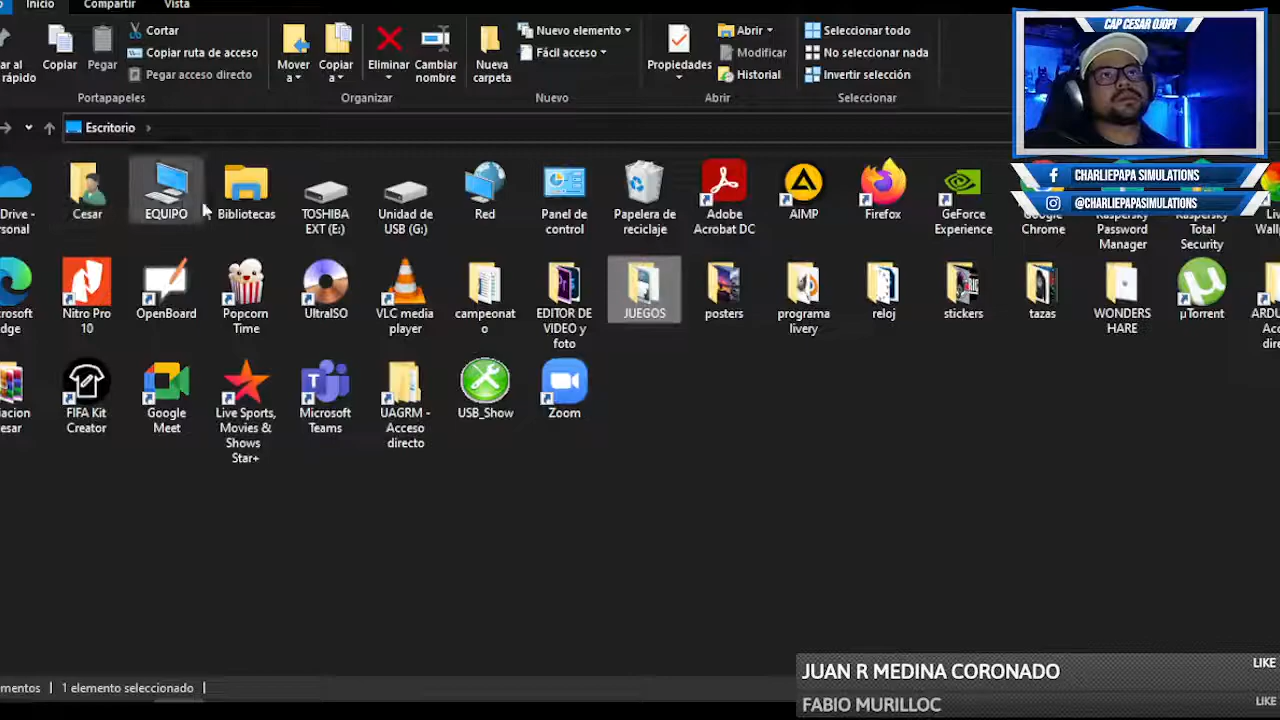 Inicio Compartir Vista
Copiar
Pegar
Cortar
Copiar ruta de acceso
Pegar acceso directo
Portapapeles
Mover
a
Copiar
a
Eliminar
Cambiar
nombre
Organizar
Nueva
carpeta
Nuevo elemento
Fácil acceso
Nuevo
Propiedades
Abrir
Modificar
Historial
Abrir
Seleccionar todo
No seleccionar nada
Invertir selección
Seleccionar
CAP CESAR OJOPI
CHARLIEPAPA SIMULATIONS
@CHARLIEPAPASIMULATIONS
Escritorio
Cesar
EQUIPO
Bibliotecas
TOSHIBA
EXT (E:)
Unidad de
USB (G:)
Red
Panel de
control
Papelera de
reciclaje
Adobe
Acrobat DC
AIMP
Firefox
GeForce
Experience
Chrome
Password
Manager
Total
Security
Nitro Pro
10
OpenBoard
Popcorn
Time
UltraISO
VLC media
player
campeonat
o
EDITOR DE
VIDEO y
foto
JUEGOS
posters
programa
livery
reloj
stickers
tazas
WONDERS
HARE
µTorrent
FIFA Kit
Creator
Google
Meet
Live Sports,
Movies &
Shows
Star+
Microsoft
Teams
UAGRM -
Acceso
directo
USB_Show
Zoom
1 elemento seleccionado
JUAN R MEDINA CORONADO LIKE
FABIO MURILLOC LIKE